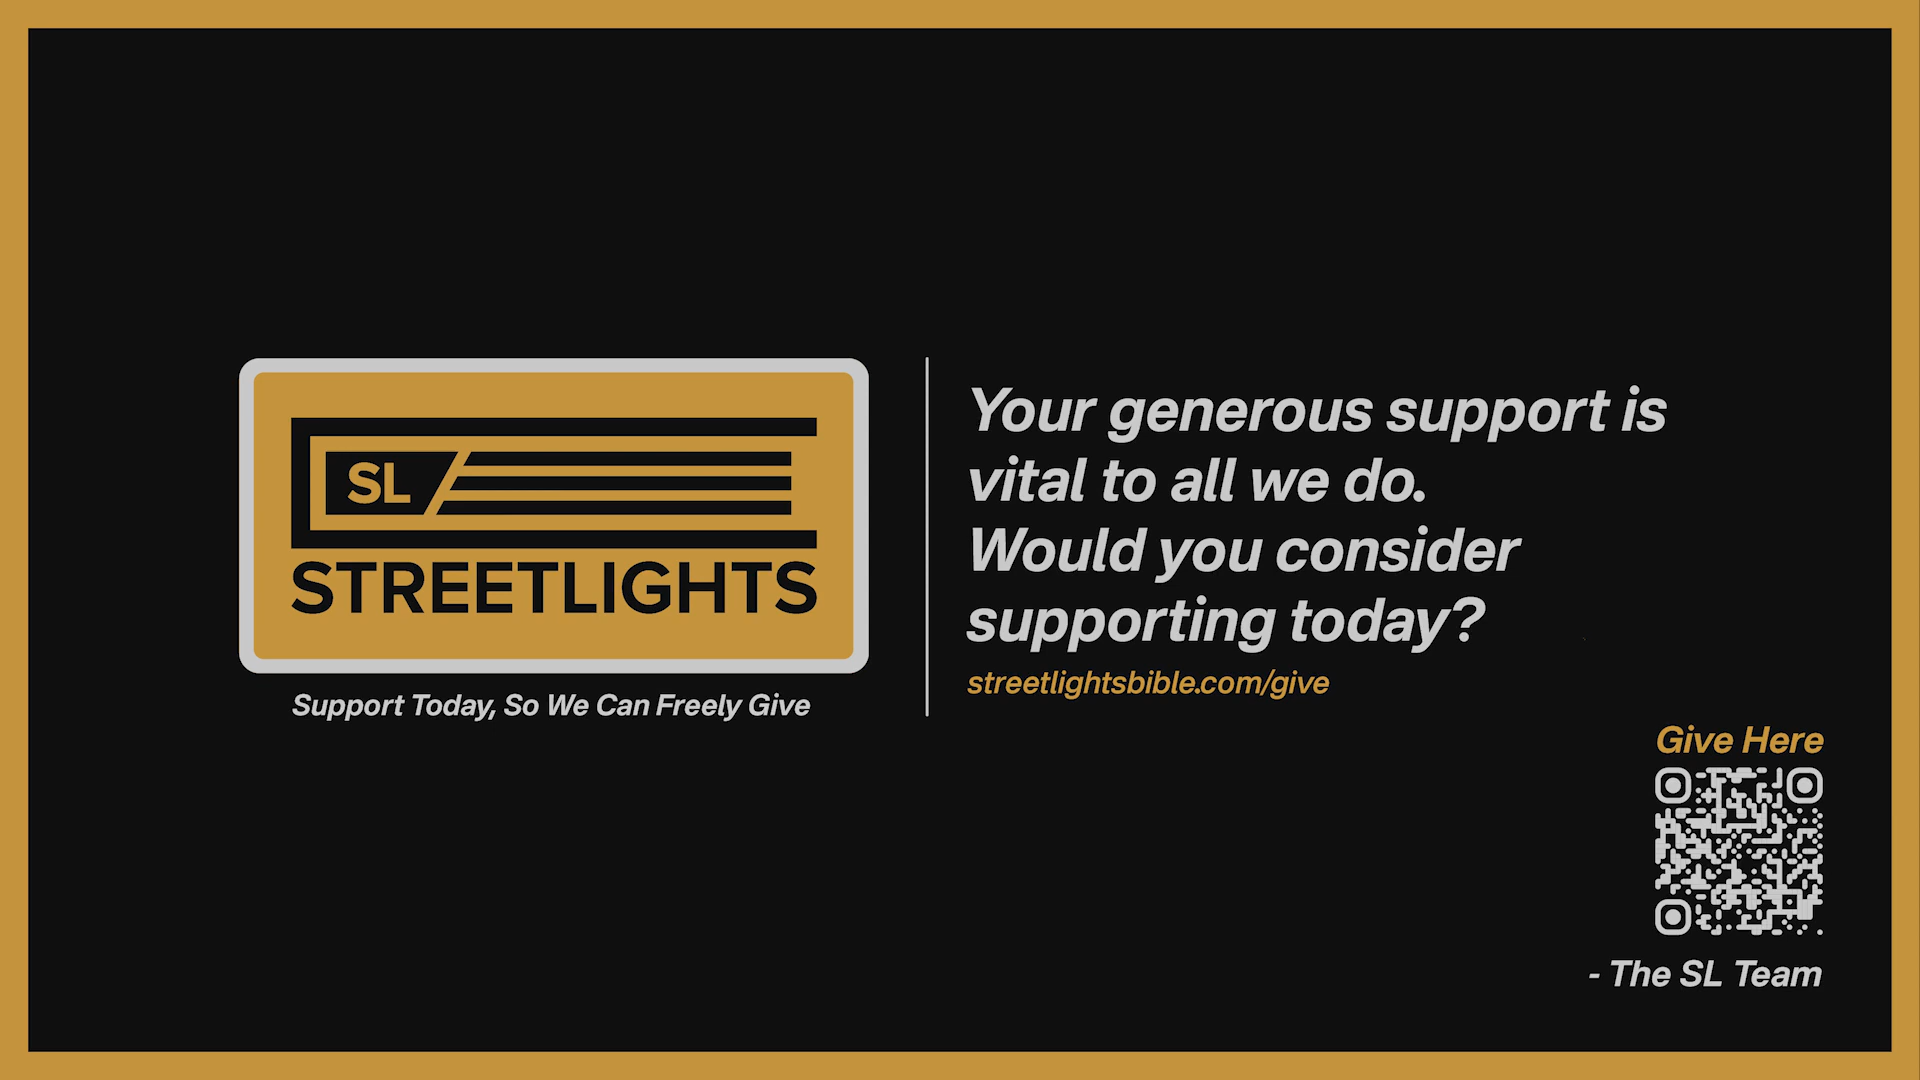 SL
STREETLIGHTS
Support Today, So We Can Freely Give
Your generous support is
vital to all we do.
Would you consider
supporting today?
streetlightsbible.com/give
Give Here
- The SL Team